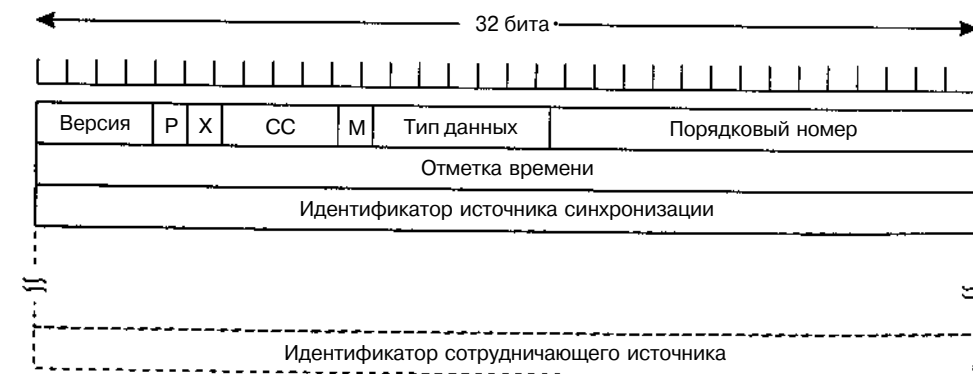 32 бита
Версия P X CC M Тип данных Порядковый номер
Отметка времени
Идентификатор источника синхронизации
Идентификатор сотрудничающего источника